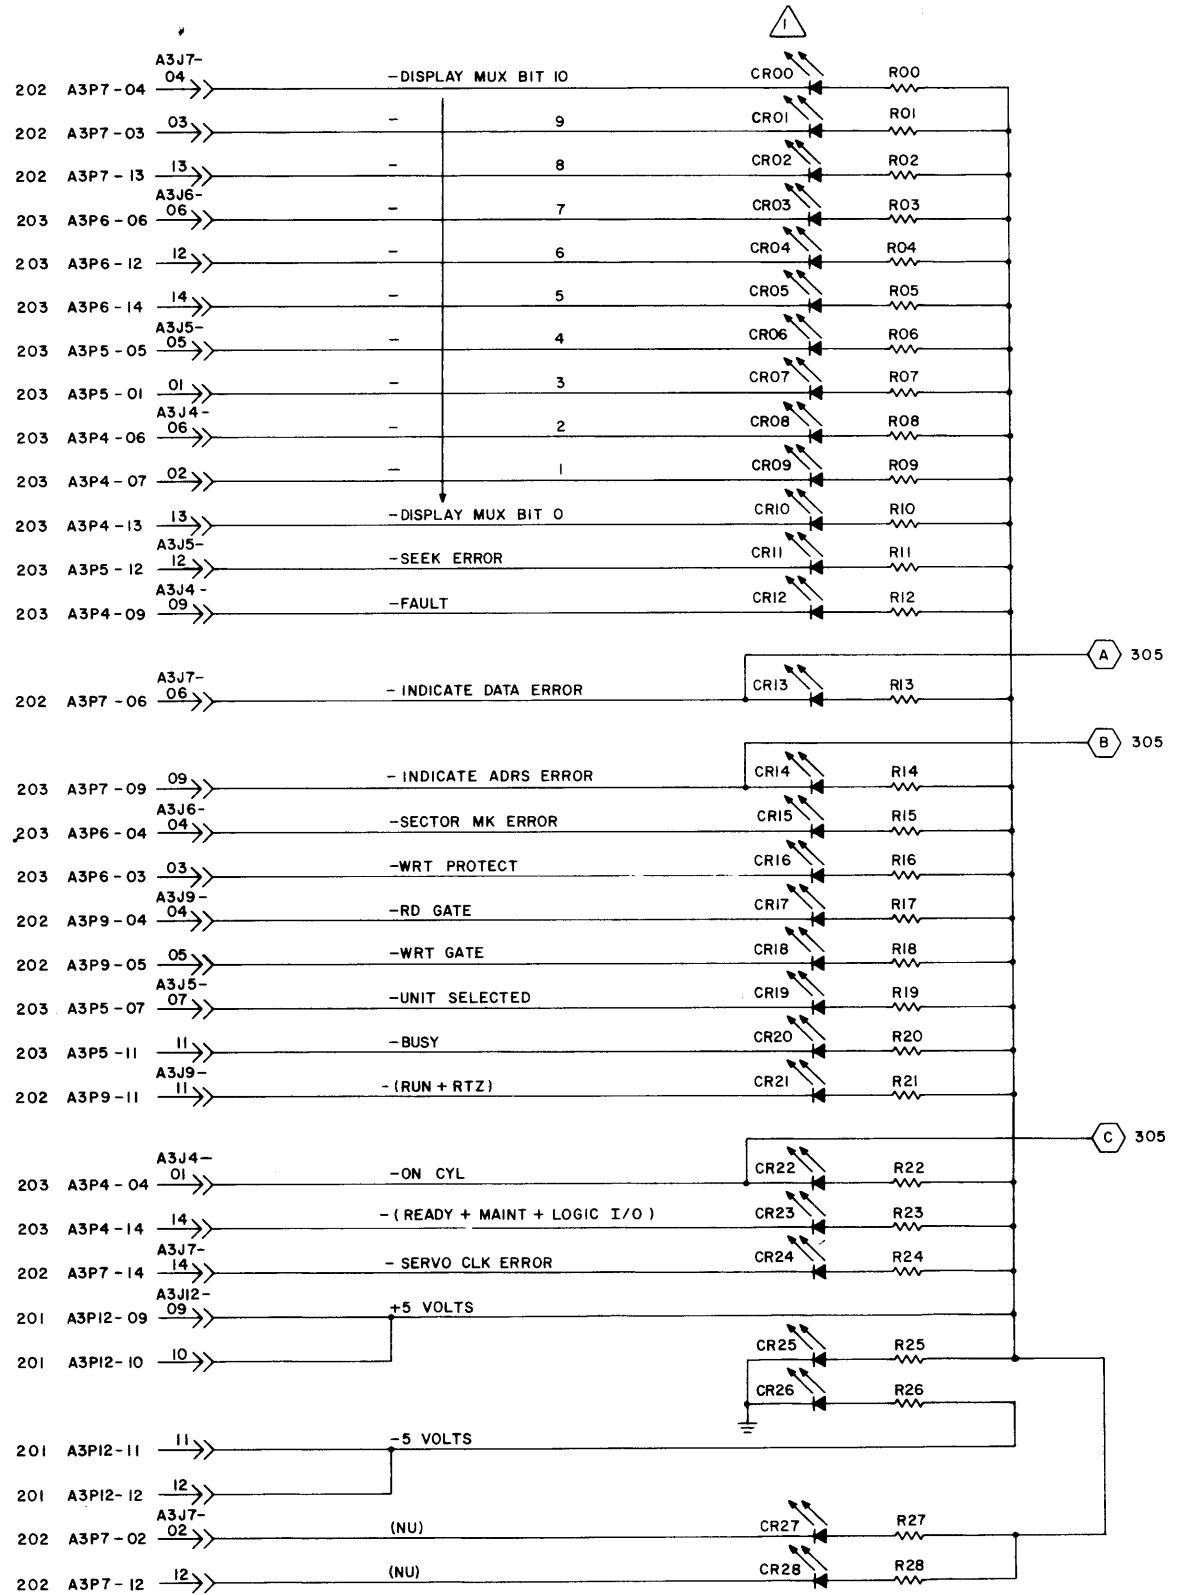 1
A3J7-
202 A3P7-04 04 -DISPLAY MUX BIT 10 CR00 R00
202 A3P7-03 03 - 9 CR01 R01
202 A3P7-13 13 - 8 CR02 R02
A3J6-
203 A3P6-06 06 - 7 CR03 R03
203 A3P6-12 12 - 6 CR04 R04
203 A3P6-14 14 - 5 CR05 R05
A3J5-
203 A3P5-05 05 - 4 CR06 R06
203 A3P5-01 01 - 3 CR07 R07
A3J4-
203 A3P4-06 06 - 2 CR08 R08
203 A3P4-07 02 - 1 CR09 R09
203 A3P4-13 13 -DISPLAY MUX BIT 0 CR10 R10
A3J5-
203 A3P5-12 12 -SEEK ERROR CR11 R11
A3J4-
203 A3P4-09 09 -FAULT CR12 R12
A 305
A3J7-
202 A3P7-06 06 -INDICATE DATA ERROR CR13 R13
B 305
203 A3P7-09 09 -INDICATE ADRS ERROR CR14 R14
A3J6-
203 A3P6-04 04 -SECTOR MK ERROR CR15 R15
203 A3P6-03 03 -WRT PROTECT CR16 R16
A3J9-
202 A3P9-04 04 -RD GATE CR17 R17
202 A3P9-05 05 -WRT GATE CR18 R18
A3J5-
203 A3P5-07 07 -UNIT SELECTED CR19 R19
203 A3P5-11 11 -BUSY CR20 R20
A3J9-
202 A3P9-11 11 -(RUN + RTZ) CR21 R21
C 305
A3J4-
203 A3P4-04 01 -ON CYL CR22 R22
203 A3P4-14 14 -(READY + MAINT + LOGIC I/O) CR23 R23
A3J7-
202 A3P7-14 14 -SERVO CLK ERROR CR24 R24
A3J12-
201 A3P12-09 09 +5 VOLTS
201 A3P12-10 10 CR25 R25
CR26 R26
201 A3P12-11 11 -5 VOLTS
201 A3P12-12 12
A3J7-
202 A3P7-02 02 (NU) CR27 R27
202 A3P7-12 12 (NU) CR28 R28